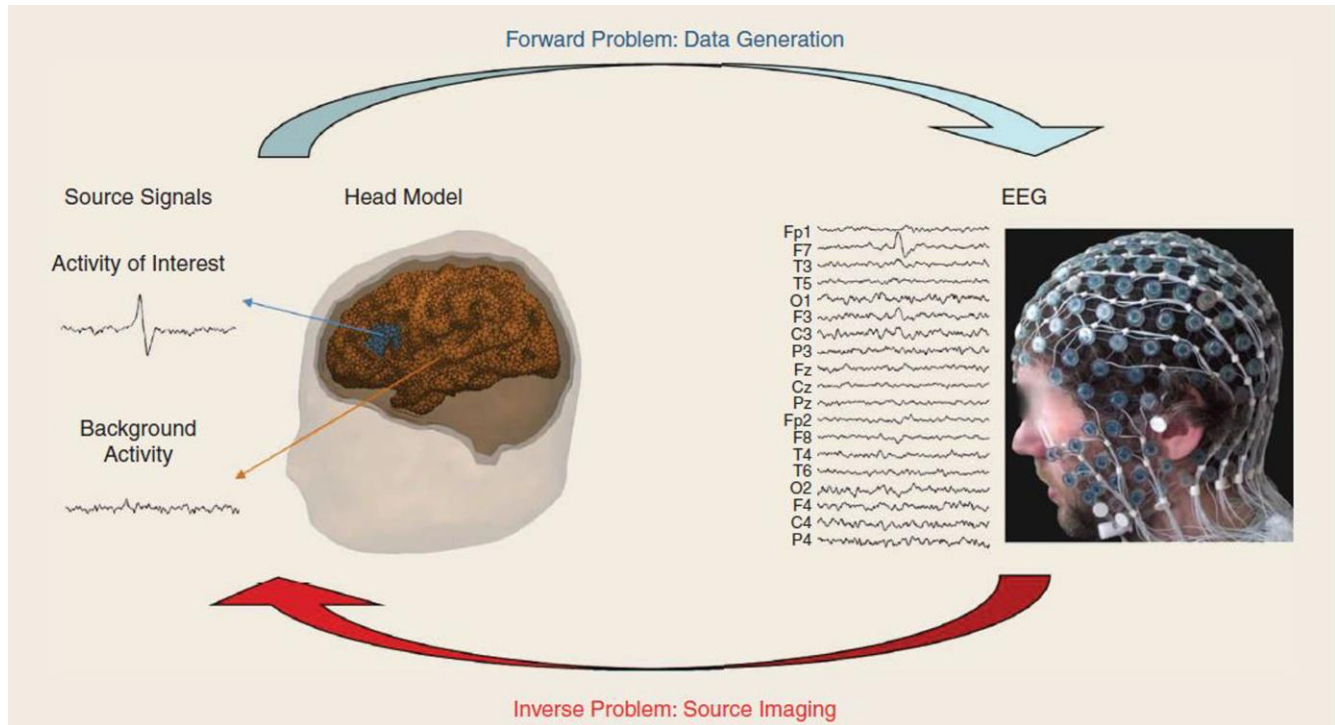 Forward Problem: Data Generation
Source Signals
Head Model
EEG
Activity of Interest
Background
Activity
Fp1
F7
T3
T5
O1
F3
C3
P3
Fz
Cz
Pz
Fp2
F8
T4
T6
O2
F4
C4
P4
Inverse Problem: Source Imaging